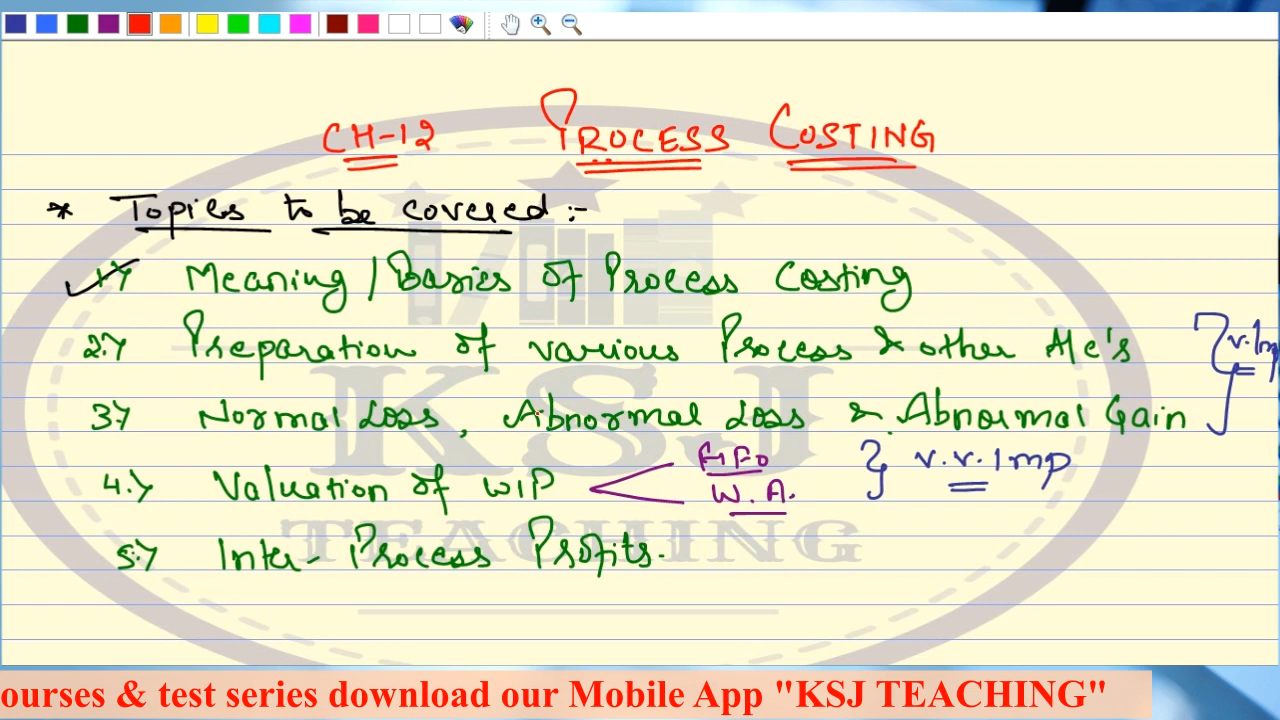 CH-12 PROCESS COSTING
* Topics to be covered :-
1.) Meaning / Basics of Process Costing
2.) Preparation of various Process & other A/c's
3.) Normal Loss, Abnormal Loss & Abnormal Gain
v.Imp
4.) Valuation of WIP
FIFO
W.A.
v.v.Imp
5.) Inter-Process Profits.
KSJ
TEACHING
ourses & test series download our Mobile App "KSJ TEACHING"